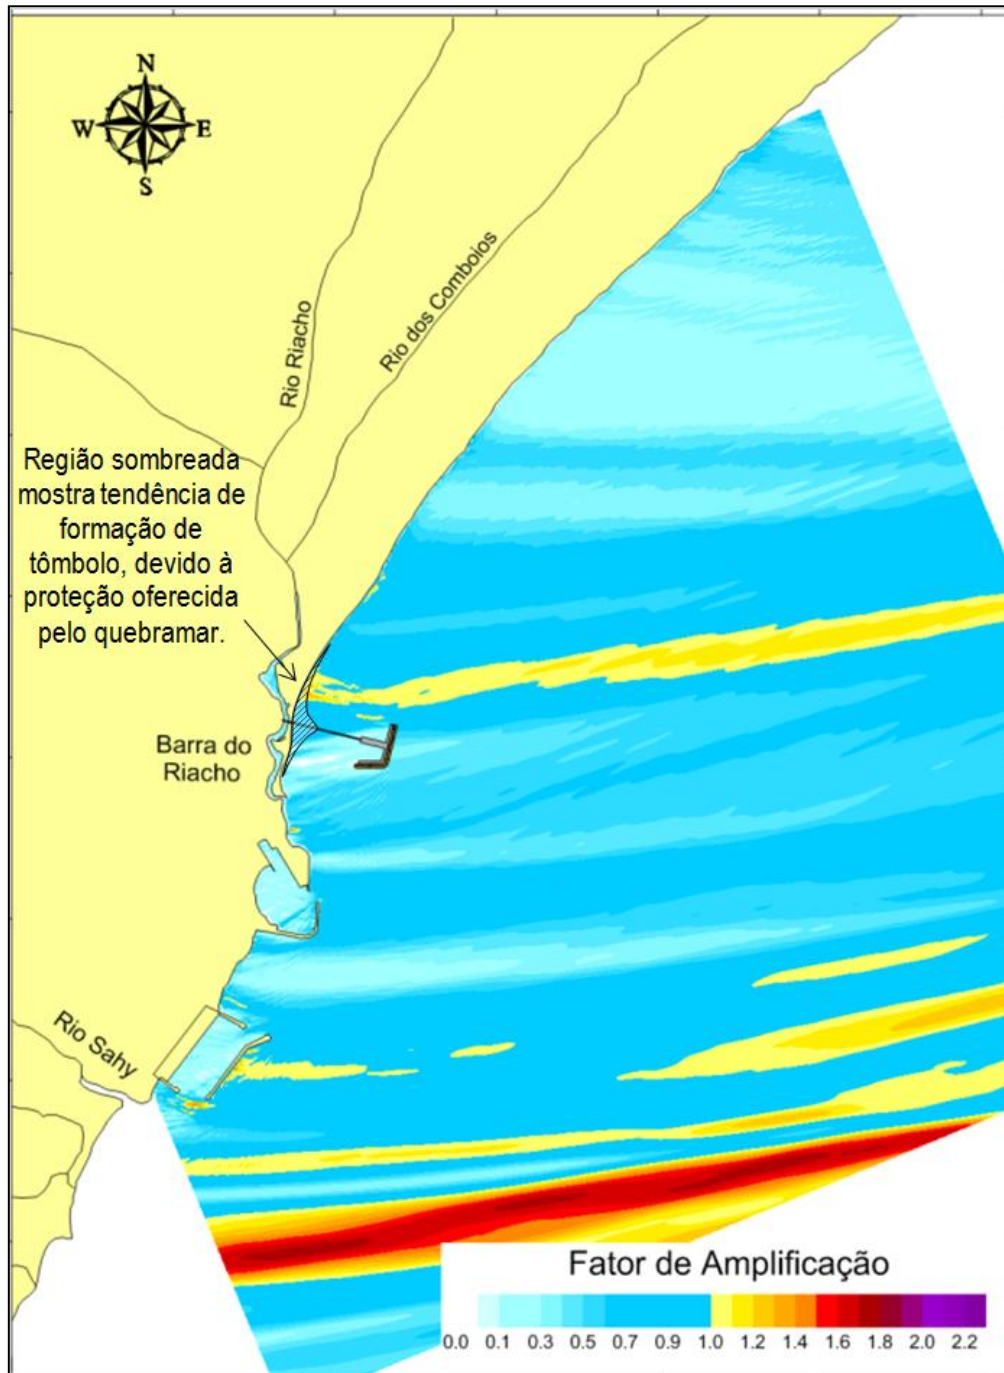 N
W E
S
Rio Riacho
Rio dos Comboios
Região sombreada
mostra tendência de
formação de
tômbolo, devido à
proteção oferecida
pelo quebramar.
Barra do
Riacho
Rio Sahy
Fator de Amplificação
0.0 0.1 0.3 0.5 0.7 0.9 1.0 1.2 1.4 1.6 1.8 2.0 2.2